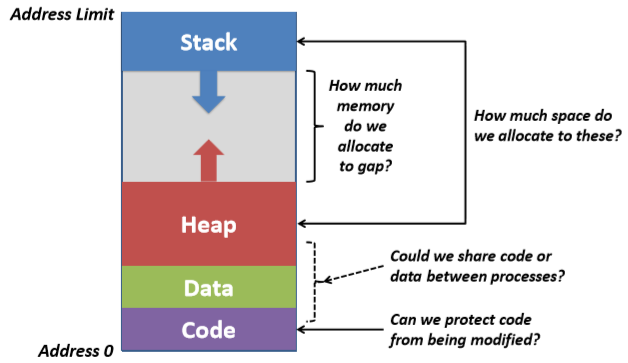 Address Limit
Stack
How much
memory
do we
allocate
to gap?
How much space do
we allocate to these?
Heap
Could we share code or
data between processes?
Data
Can we protect code
from being modified?
Code
Address 0